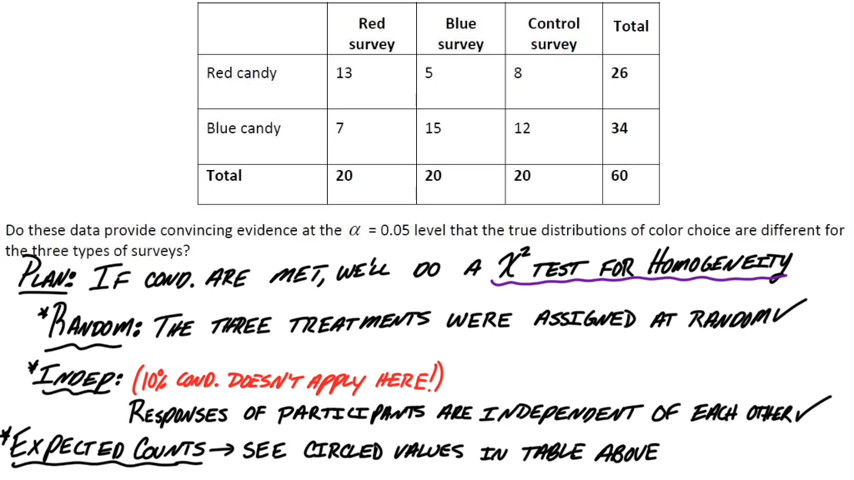 Red survey Blue survey Control survey Total
Red candy 13 5 8 26
Blue candy 7 15 12 34
Total 20 20 20 60
Do these data provide convincing evidence at the α = 0.05 level that the true distributions of color choice are different for
the three types of surveys?
PLAN: IF COND. ARE MET, WE'LL DO A χ² TEST FOR HOMOGENEITY
*RANDOM: THE THREE TREATMENTS WERE ASSIGNED AT RANDOM ✓
*INDEP: (10% COND. DOESN'T APPLY HERE!)
RESPONSES OF PARTICIPANTS ARE INDEPENDENT OF EACH OTHER ✓
*EXPECTED COUNTS → SEE CIRCLED VALUES IN TABLE ABOVE